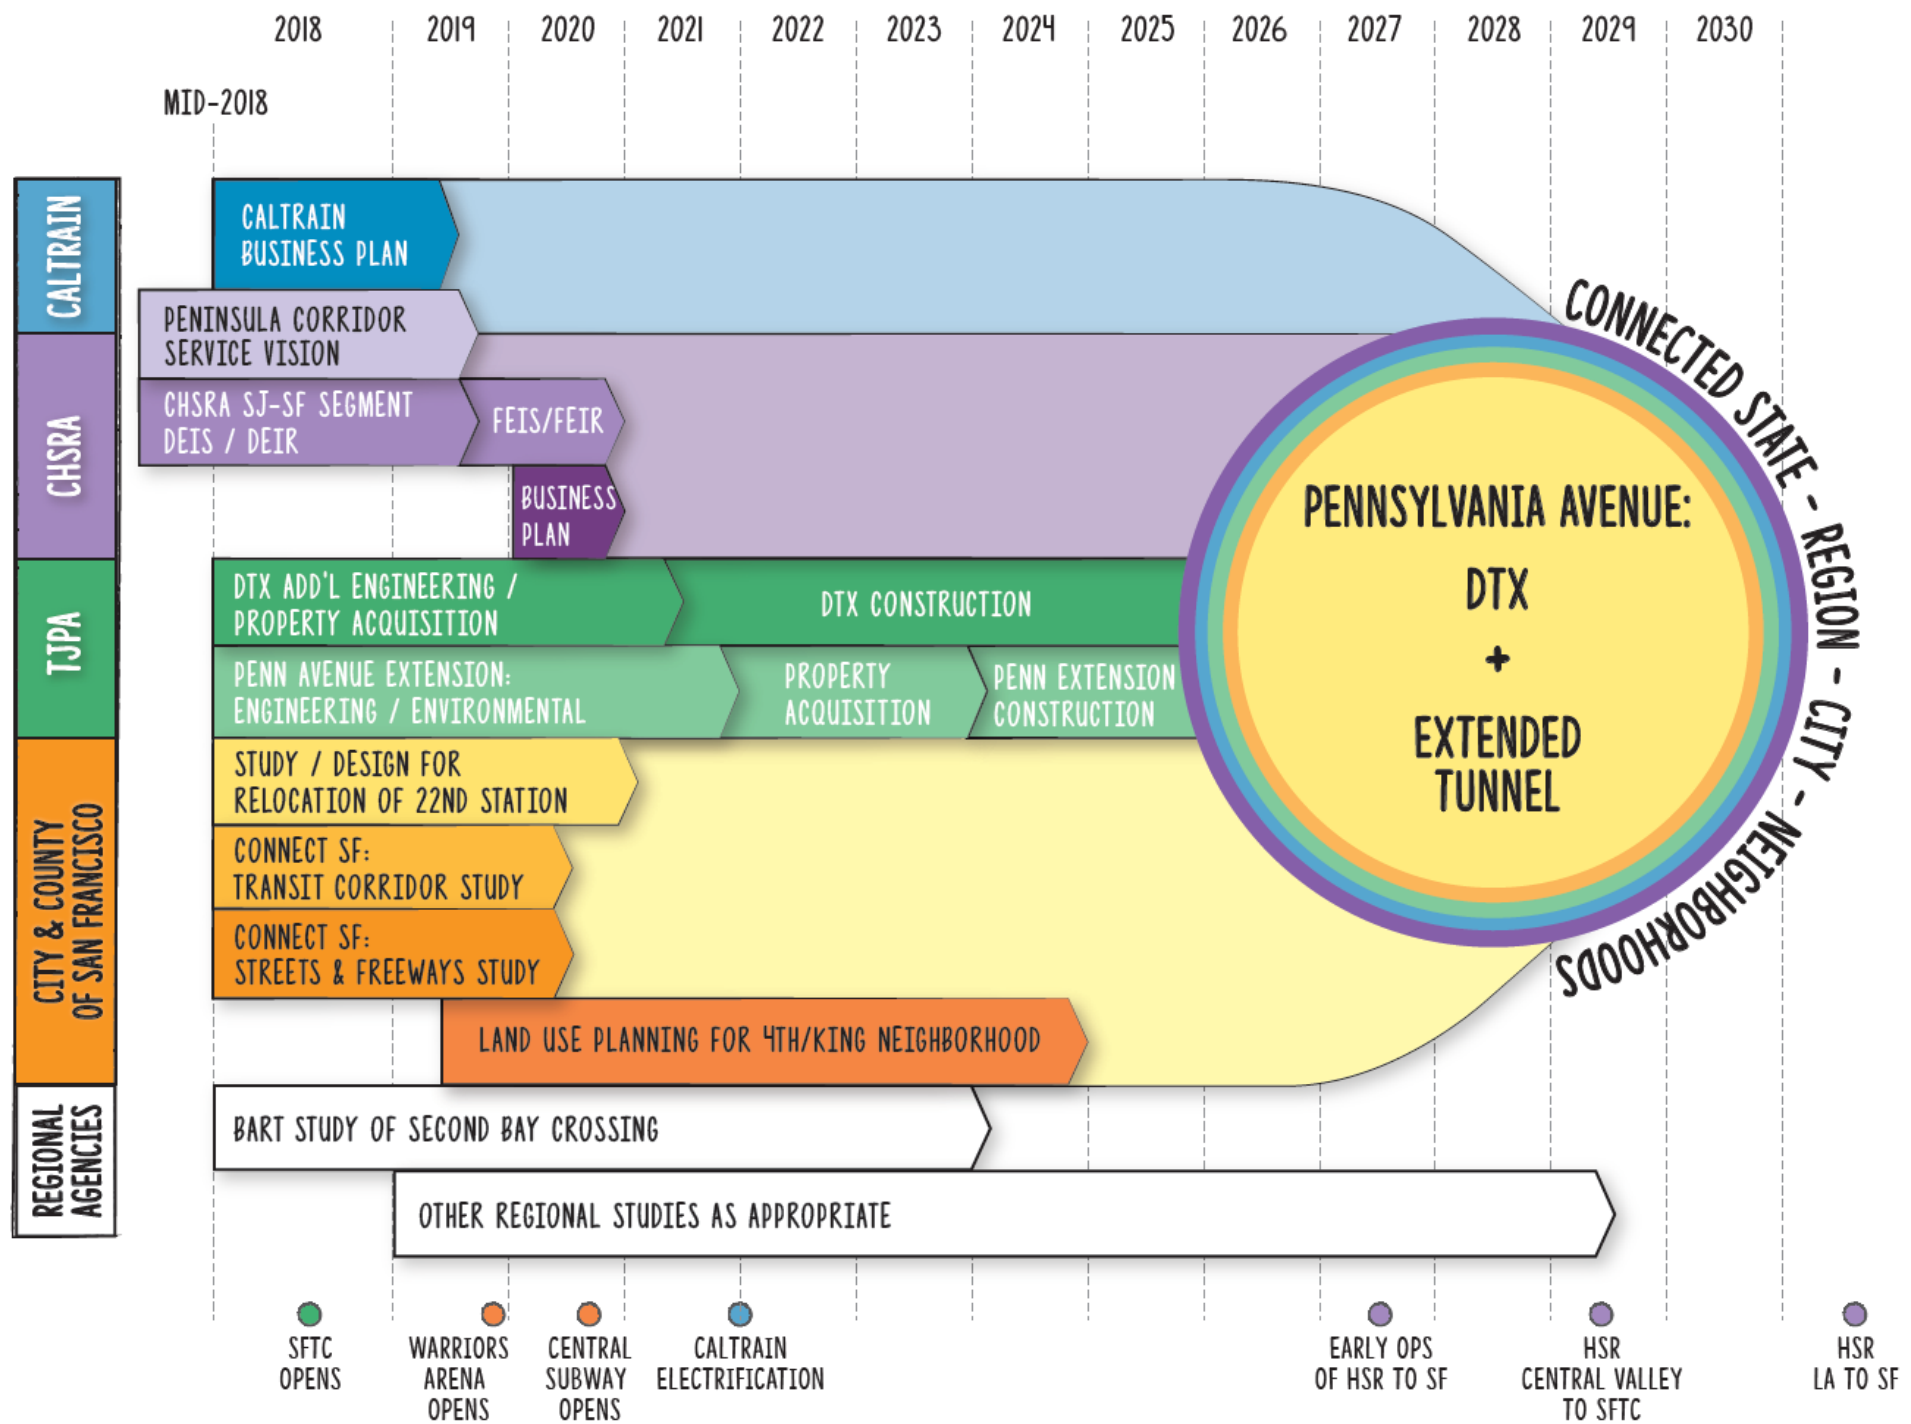 2018 2019 2020 2021 2022 2023 2024 2025 2026 2027 2028 2029 2030
MID-2018
CALTRAIN
CALTRAIN
BUSINESS PLAN
PENINSULA CORRIDOR
SERVICE VISION
CHSRA
CHSRA SJ-SF SEGMENT
DEIS / DEIR
FEIS/FEIR
BUSINESS
PLAN
TJPA
DTX ADD'L ENGINEERING /
PROPERTY ACQUISITION
DTX CONSTRUCTION
PENN AVENUE EXTENSION:
ENGINEERING / ENVIRONMENTAL
PROPERTY
ACQUISITION
PENN EXTENSION
CONSTRUCTION
CITY & COUNTY
OF SAN FRANCISCO
STUDY / DESIGN FOR
RELOCATION OF 22ND STATION
CONNECT SF:
TRANSIT CORRIDOR STUDY
CONNECT SF:
STREETS & FREEWAYS STUDY
LAND USE PLANNING FOR 4TH/KING NEIGHBORHOOD
REGIONAL
AGENCIES
BART STUDY OF SECOND BAY CROSSING
OTHER REGIONAL STUDIES AS APPROPRIATE
PENNSYLVANIA AVENUE:
DTX
+
EXTENDED
TUNNEL
CONNECTED STATE - REGION - CITY - NEIGHBORHOODS
SFTC
OPENS
WARRIORS
ARENA
OPENS
CENTRAL
SUBWAY
OPENS
CALTRAIN
ELECTRIFICATION
EARLY OPS
OF HSR TO SF
HSR
CENTRAL VALLEY
TO SFTC
HSR
LA TO SF